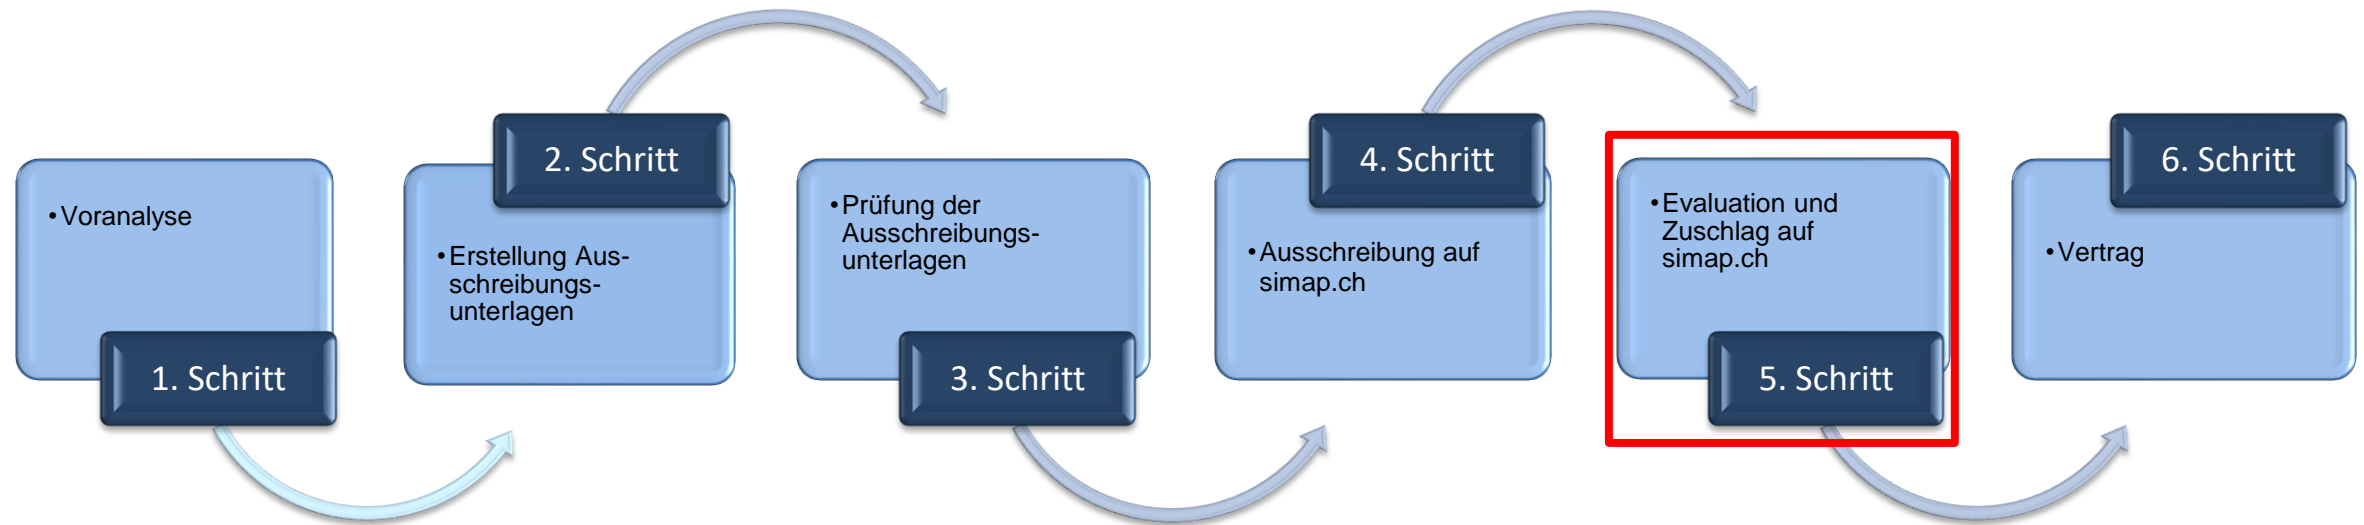 •Voranalyse
1. Schritt
2. Schritt
•Erstellung Aus-
schreibungs-
unterlagen
•Prüfung der
Ausschreibungs-
unterlagen
3. Schritt
4. Schritt
•Ausschreibung auf
simap.ch
•Evaluation und
Zuschlag auf
simap.ch
5. Schritt
6. Schritt
•Vertrag